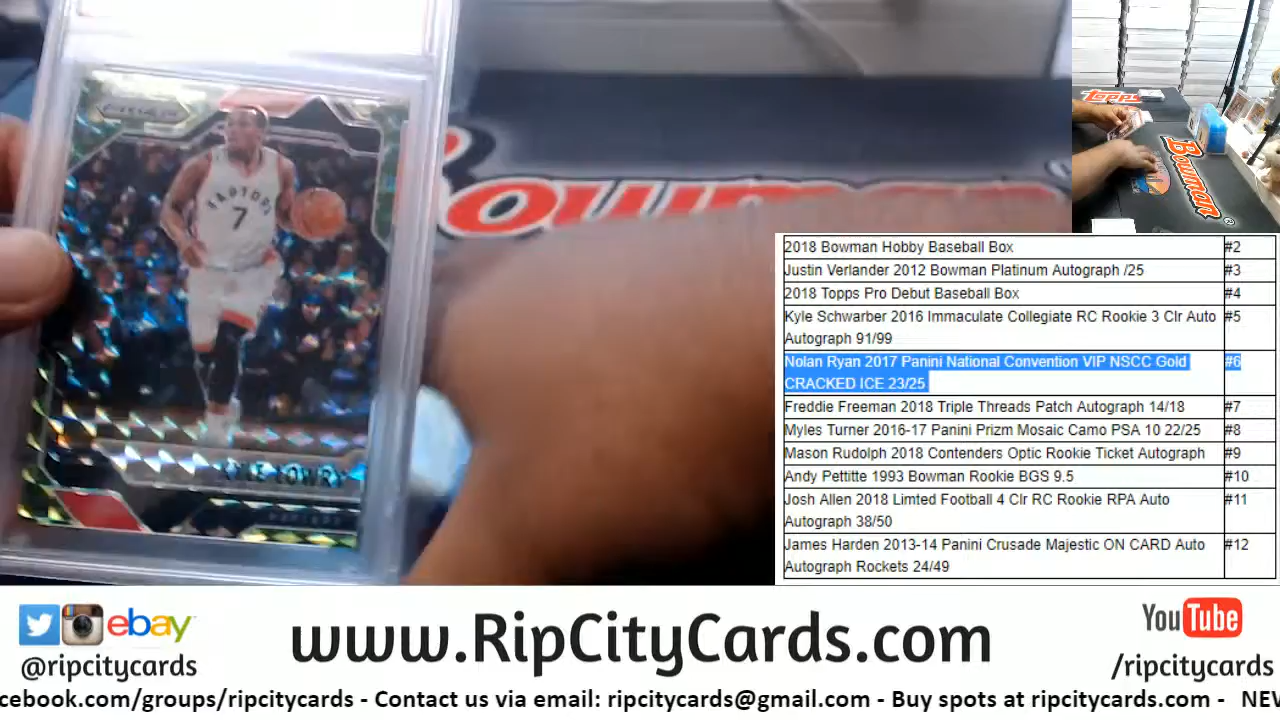 PRIZM
RAPTORS
7
KYLE LOWRY
Bowman
Topps
Bowman
2018 Bowman Hobby Baseball Box #2
Justin Verlander 2012 Bowman Platinum Autograph /25 #3
2018 Topps Pro Debut Baseball Box #4
Kyle Schwarber 2016 Immaculate Collegiate RC Rookie 3 Clr Auto #5
Autograph 91/99
Nolan Ryan 2017 Panini National Convention VIP NSCC Gold #6
CRACKED ICE 23/25
Freddie Freeman 2018 Triple Threads Patch Autograph 14/18 #7
Myles Turner 2016-17 Panini Prizm Mosaic Camo PSA 10 22/25 #8
Mason Rudolph 2018 Contenders Optic Rookie Ticket Autograph #9
Andy Pettitte 1993 Bowman Rookie BGS 9.5 #10
Josh Allen 2018 Limted Football 4 Clr RC Rookie RPA Auto #11
Autograph 38/50
James Harden 2013-14 Panini Crusade Majestic ON CARD Auto #12
Autograph Rockets 24/49
ebay
@ripcitycards
www.RipCityCards.com
YouTube
/ripcitycards
cebook.com/groups/ripcitycards - Contact us via email: ripcitycards@gmail.com - Buy spots at ripcitycards.com - NEV